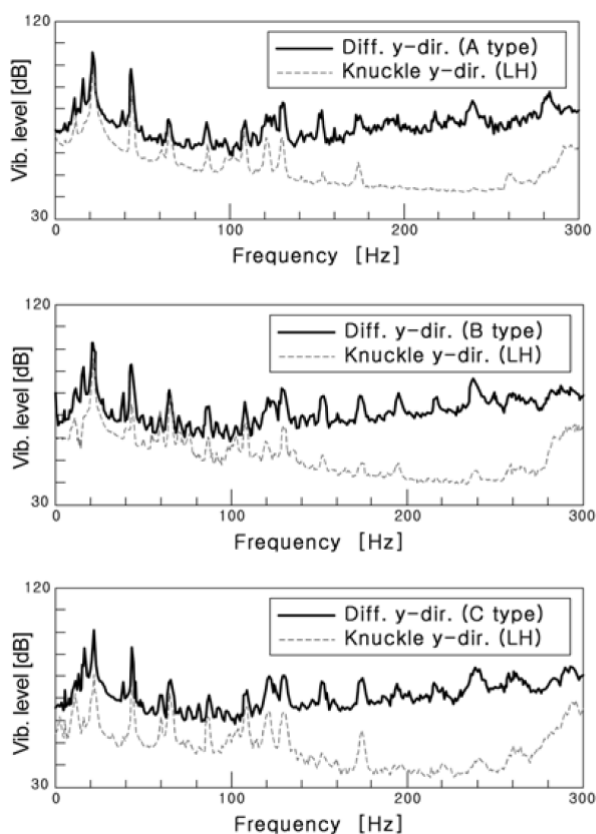 120
Diff. y-dir. (A type)
Knuckle y-dir. (LH)
Vib. level [dB]
30
0 100 200 300
Frequency [Hz]
120
Diff. y-dir. (B type)
Knuckle y-dir. (LH)
Vib. level [dB]
30
0 100 200 300
Frequency [Hz]
120
Diff. y-dir. (C type)
Knuckle y-dir. (LH)
Vib. level [dB]
30
0 100 200 300
Frequency [Hz]